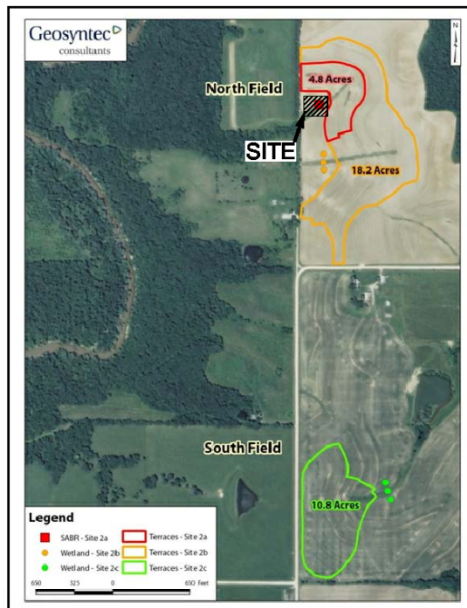 Geosyntec
consultants
N
North Field
4.8 Acres
SITE
18.2 Acres
South Field
10.8 Acres
Legend
SABR - Site 2a
Terraces - Site 2a
Wetland - Site 2b
Terraces - Site 2b
Wetland - Site 2c
Terraces - Site 2c
650 325 0 650 Feet